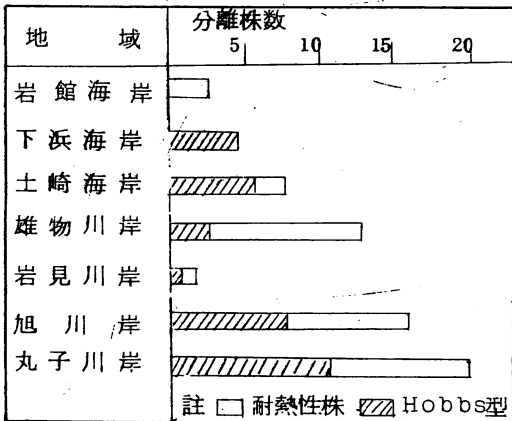 分離株数
地域
5 10 15 20
岩館海岸
下浜海岸
土崎海岸
雄物川岸
岩見川岸
旭川岸
丸子川岸
註 耐熱性株 Hobbs型